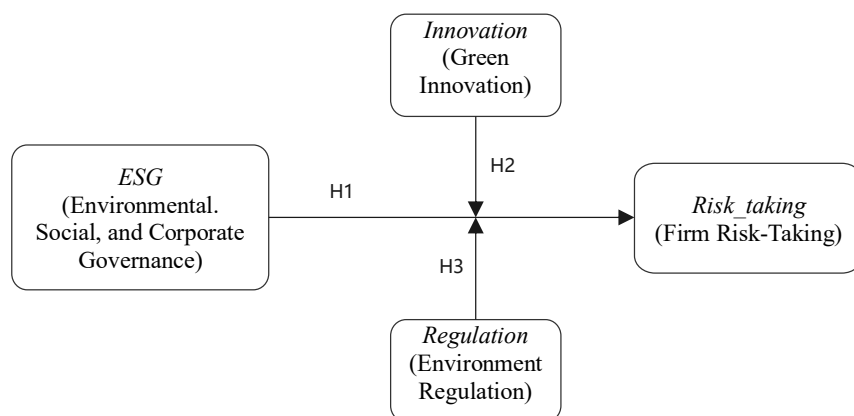 Innovation
(Green
Innovation)
H2
ESG
(Environmental.
Social, and Corporate
Governance)
H1
Risk_taking
(Firm Risk-Taking)
H3
Regulation
(Environment
Regulation)